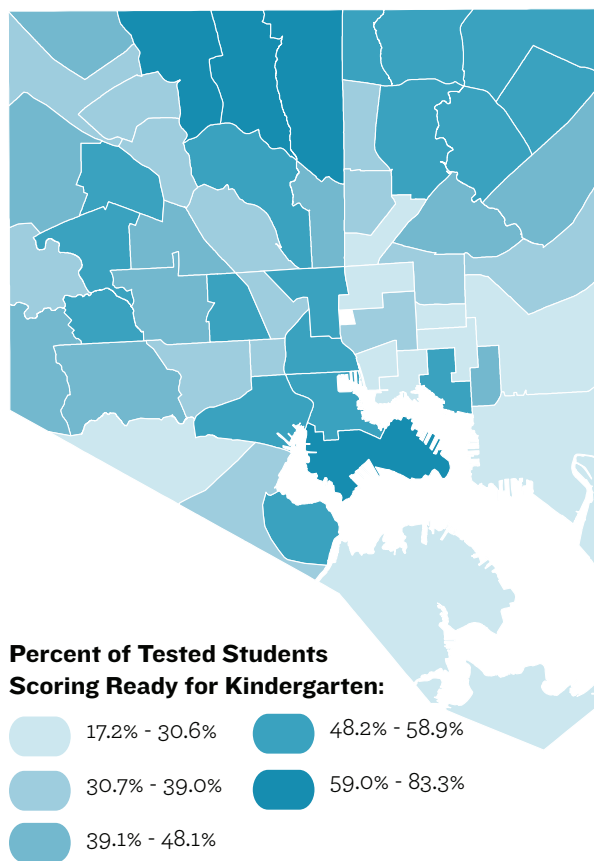 Percent of Tested Students
Scoring Ready for Kindergarten:
17.2% - 30.6%
30.7% - 39.0%
39.1% - 48.1%
48.2% - 58.9%
59.0% - 83.3%